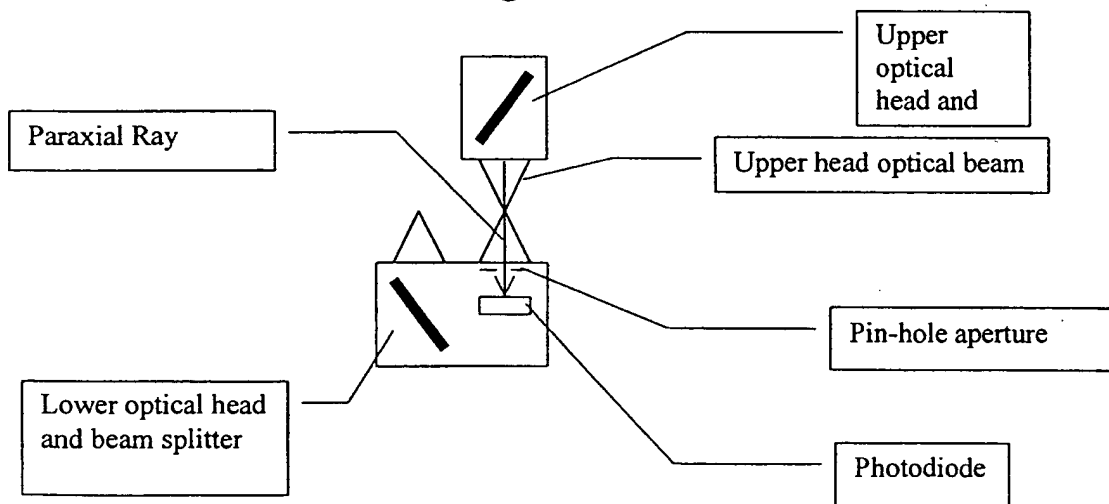 Upper
optical
head and
Paraxial Ray
Upper head optical beam
Pin-hole aperture
Lower optical head
and beam splitter
Photodiode